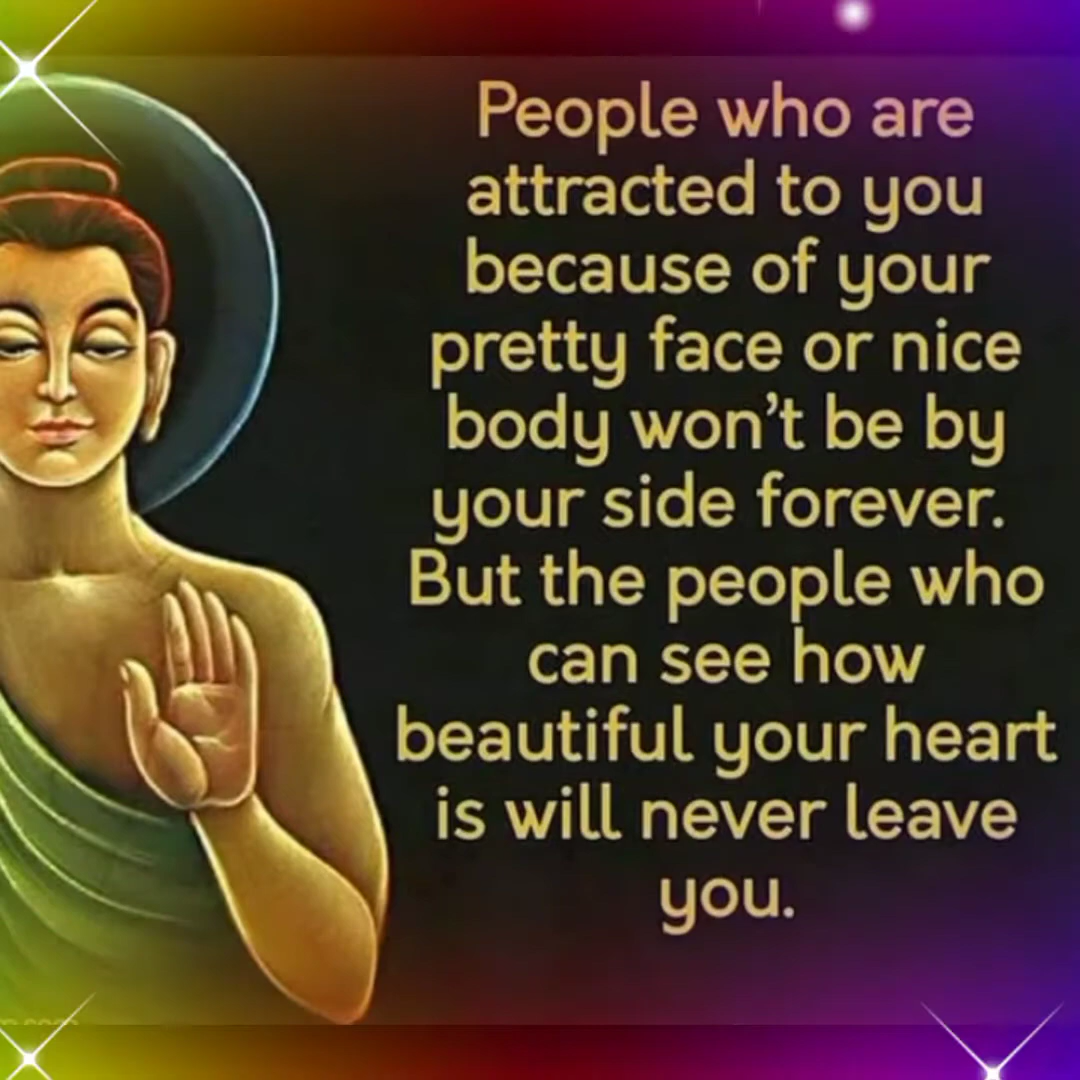 People who are
attracted to you
because of your
pretty face or nice
body won’t be by
your side forever.
But the people who
can see how
beautiful your heart
is will never leave
you.